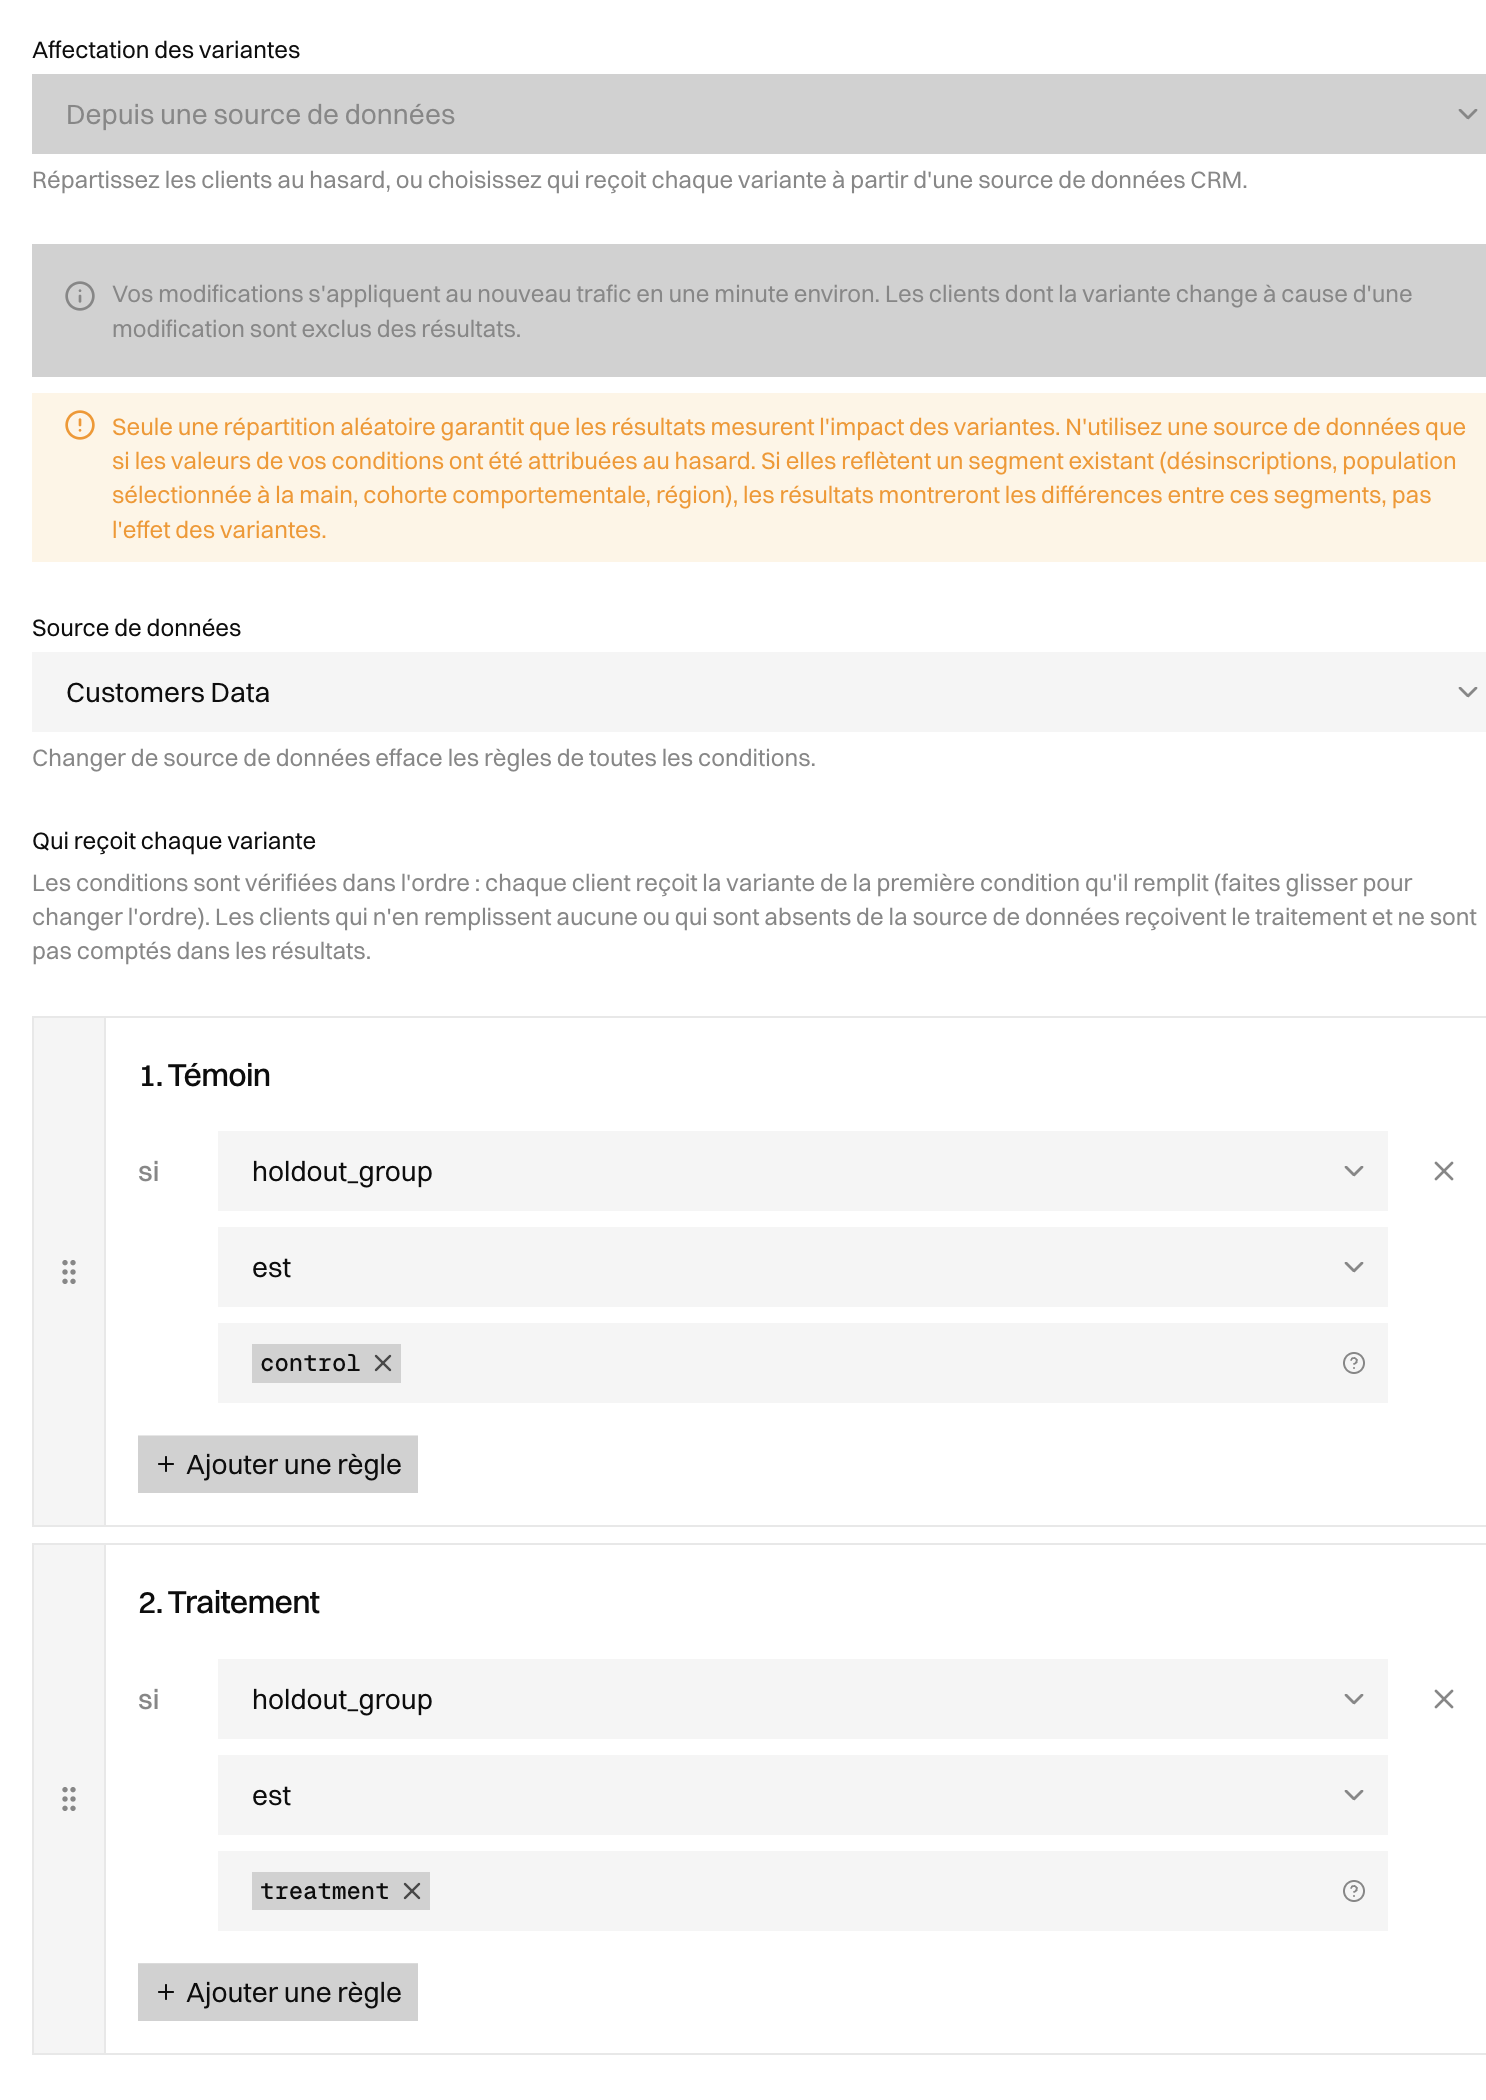 Affectation des variantes
Depuis une source de données
Répartissez les clients au hasard, ou choisissez qui reçoit chaque variante à partir d'une source de données CRM.
Vos modifications s'appliquent au nouveau trafic en une minute environ. Les clients dont la variante change à cause d'une
modification sont exclus des résultats.
Seule une répartition aléatoire garantit que les résultats mesurent l'impact des variantes. N'utilisez une source de données que
si les valeurs de vos conditions ont été attribuées au hasard. Si elles reflètent un segment existant (désinscriptions, population
sélectionnée à la main, cohorte comportementale, région), les résultats montreront les différences entre ces segments, pas
l'effet des variantes.
Source de données
Customers Data
Changer de source de données efface les règles de toutes les conditions.
Qui reçoit chaque variante
Les conditions sont vérifiées dans l'ordre : chaque client reçoit la variante de la première condition qu'il remplit (faites glisser pour
changer l'ordre). Les clients qui n'en remplissent aucune ou qui sont absents de la source de données reçoivent le traitement et ne sont
pas comptés dans les résultats.
1. Témoin
si holdout_group
est
control
+ Ajouter une règle
2. Traitement
si holdout_group
est
treatment
+ Ajouter une règle